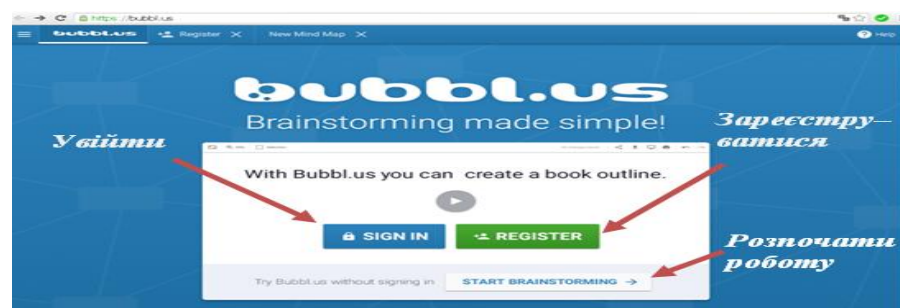 https://bubbl.us
bubbl.us Register New Mind Map Help
bubbl.us
Brainstorming made simple!
Увійти
Зареєстру–
ватися
With Bubbl.us you can create a book outline.
SIGN IN
REGISTER
Розпочати
роботу
Try Bubbl.us without signing in
START BRAINSTORMING